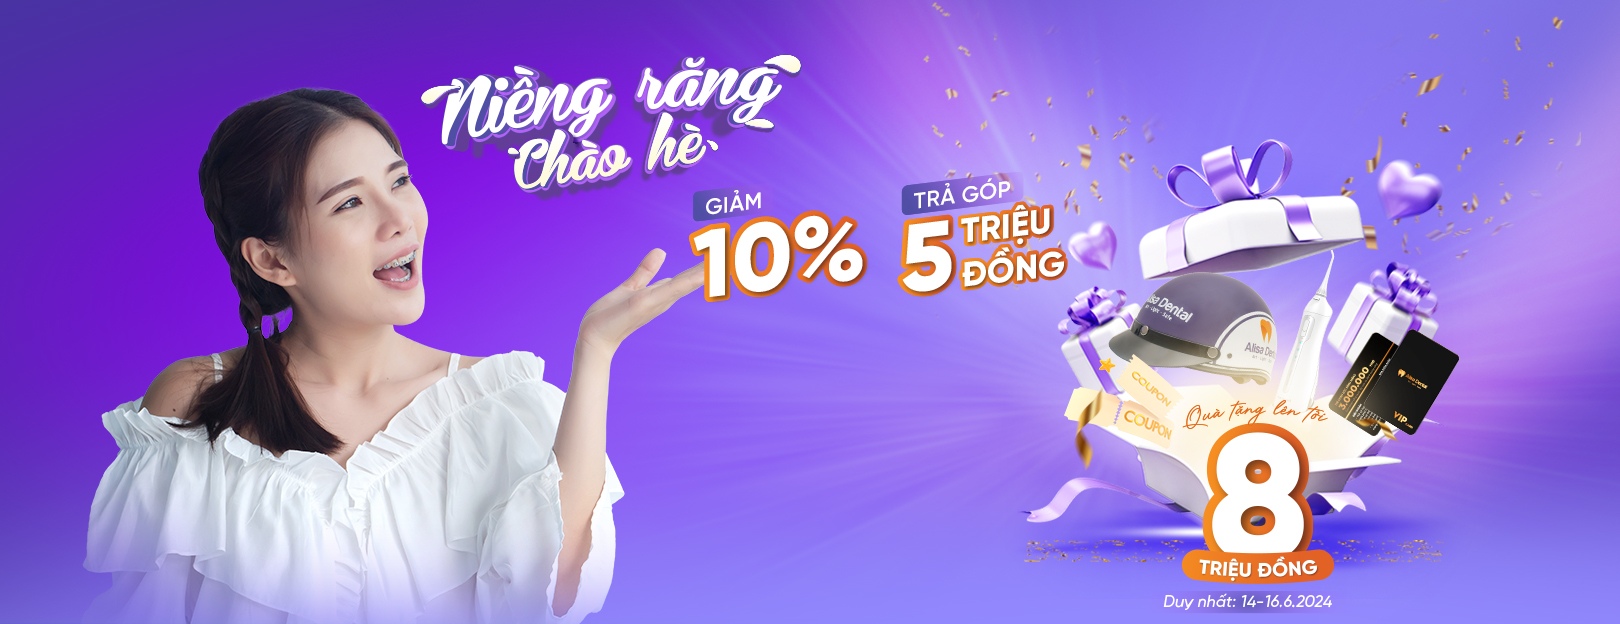 Niềng răng
Chào hè
GIẢM
10%
TRẢ GÓP
5 TRIỆU
ĐỒNG
Alisa Dental
COUPON
COUPON
3.000.000
Alisa Dental
VIP
Quà tặng lên tới
8
TRIỆU ĐỒNG
Duy nhất: 14-16.6.2024